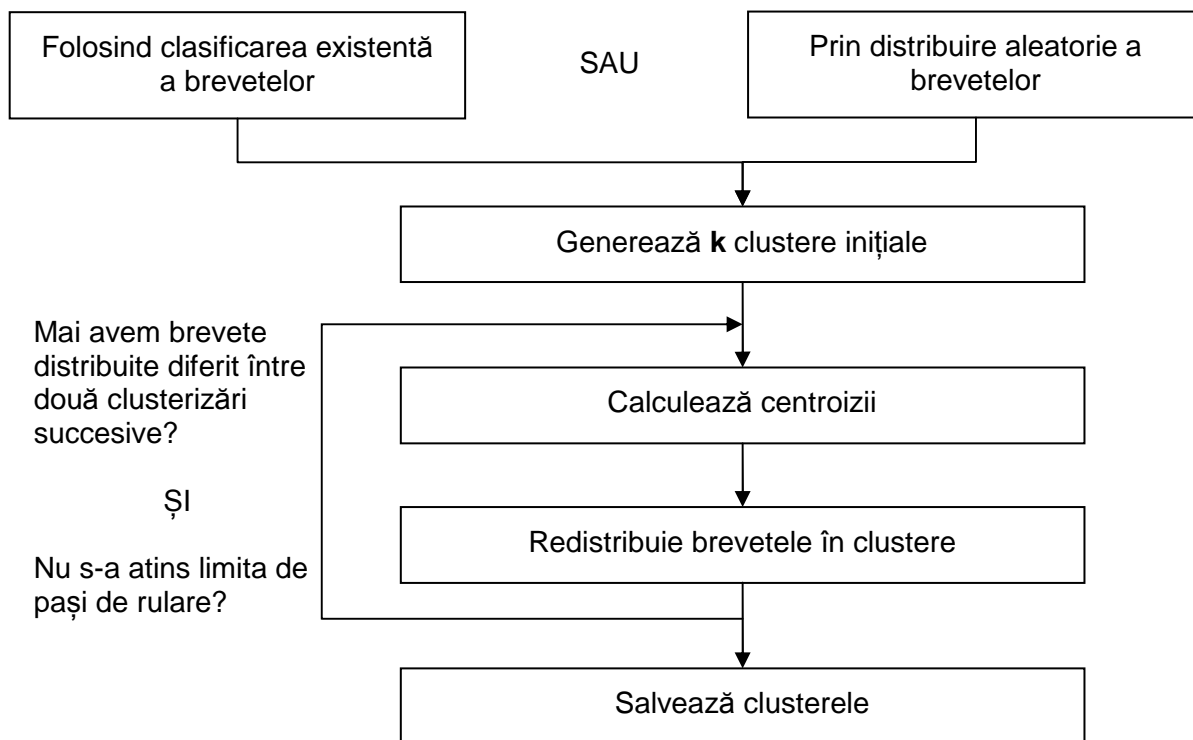 Folosind clasificarea existentă
a brevetelor
SAU
Prin distribuire aleatorie a
brevetelor
Generează k clustere inițiale
Mai avem brevete
distribuite diferit între
două clusterizări
succesive?
ȘI
Nu s-a atins limita de
pași de rulare?
Calculează centroizii
Redistribuie brevetele în clustere
Salvează clusterele